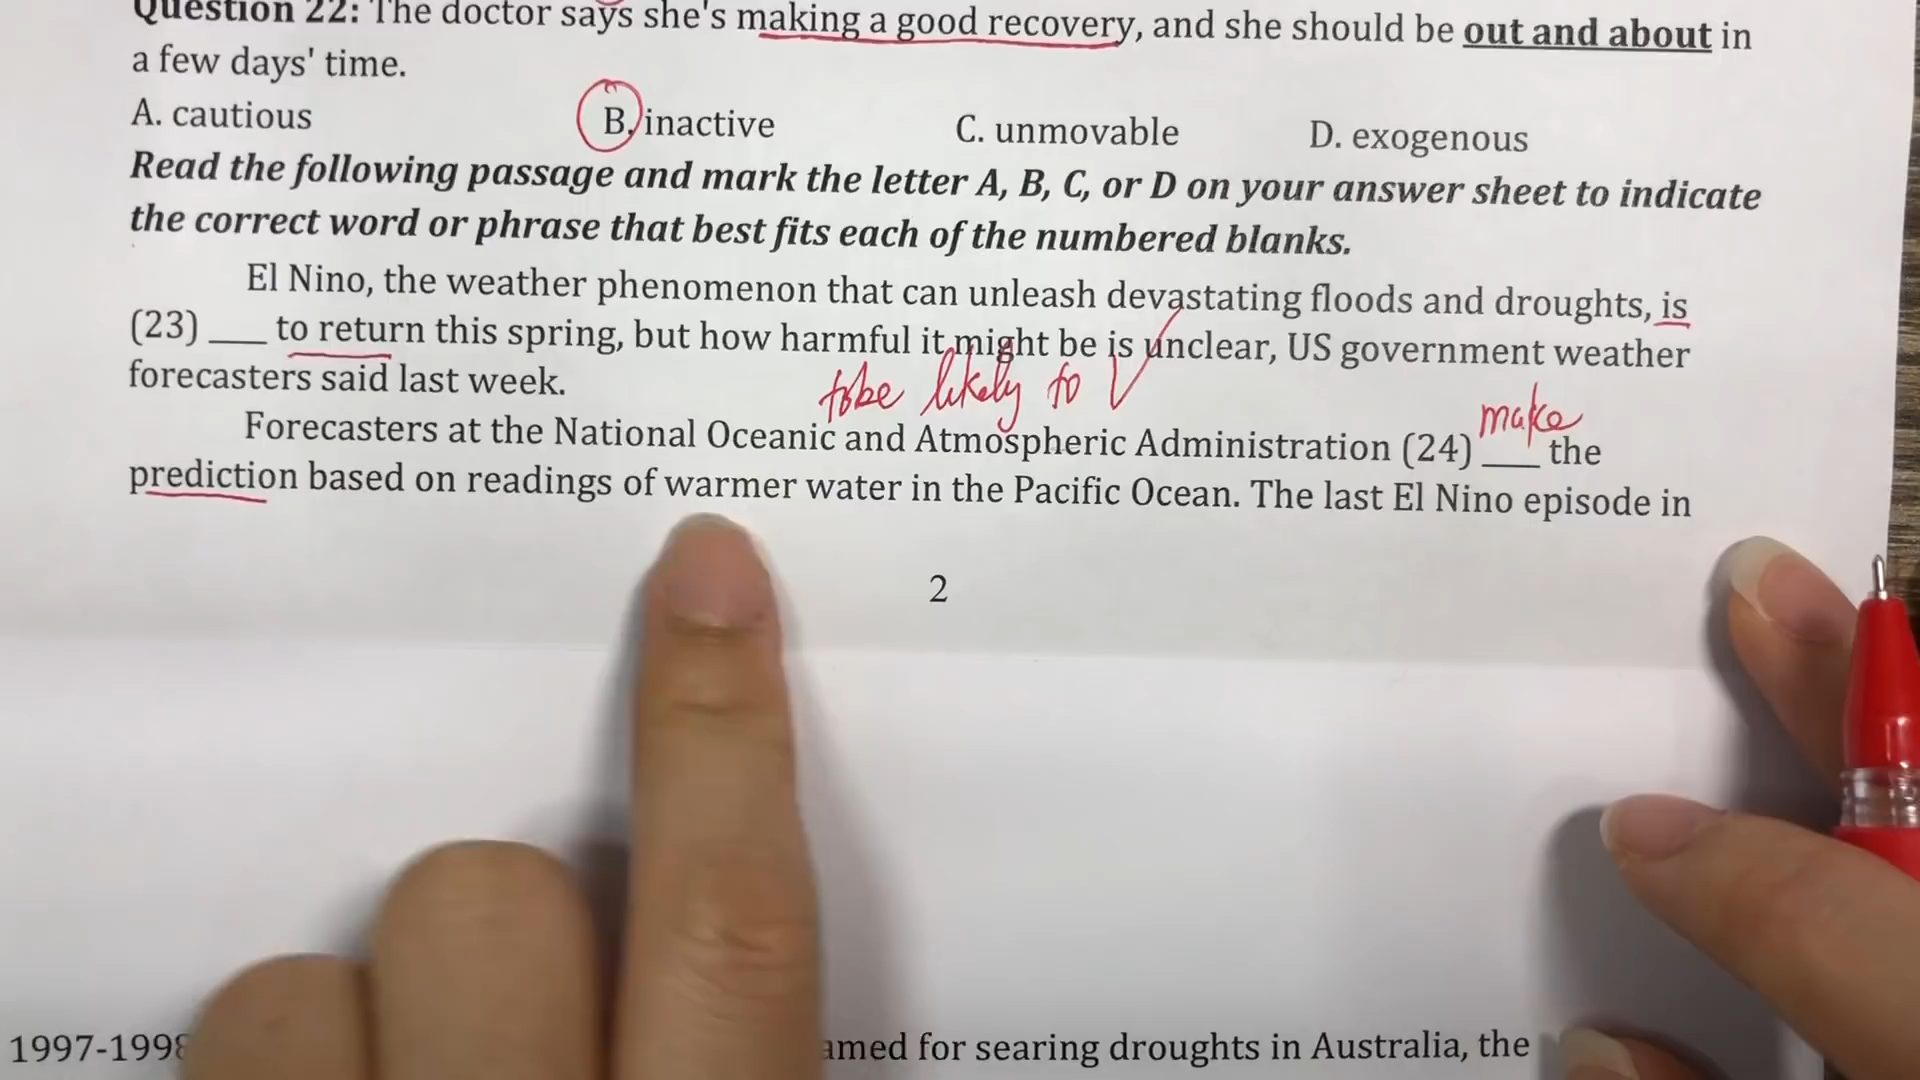 Question 22: The doctor says she's making a good recovery, and she should be out and about in
a few days' time.
A. cautious B. inactive C. unmovable D. exogenous
Read the following passage and mark the letter A, B, C, or D on your answer sheet to indicate
the correct word or phrase that best fits each of the numbered blanks.
El Nino, the weather phenomenon that can unleash devastating floods and droughts, is
(23) ___ to return this spring, but how harmful it might be is unclear, US government weather
forecasters said last week.
tobe likely to V
make
Forecasters at the National Oceanic and Atmospheric Administration (24) ___ the
prediction based on readings of warmer water in the Pacific Ocean. The last El Nino episode in
2
1997-1998 for searing droughts in Australia, the